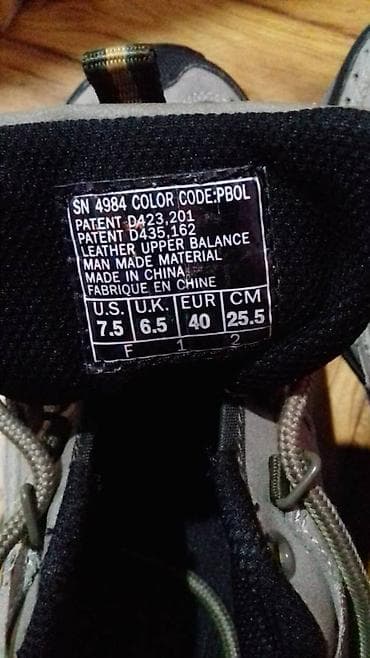 SN 4984 COLOR CODE:PBOL
PATENT D423,201
PATENT D435,162
LEATHER UPPER BALANCE
MAN MADE MATERIAL
MADE IN CHINA
FABRIQUE EN CHINE
U.S. U.K. EUR CM
7.5 6.5 40 25.5
F 1 2